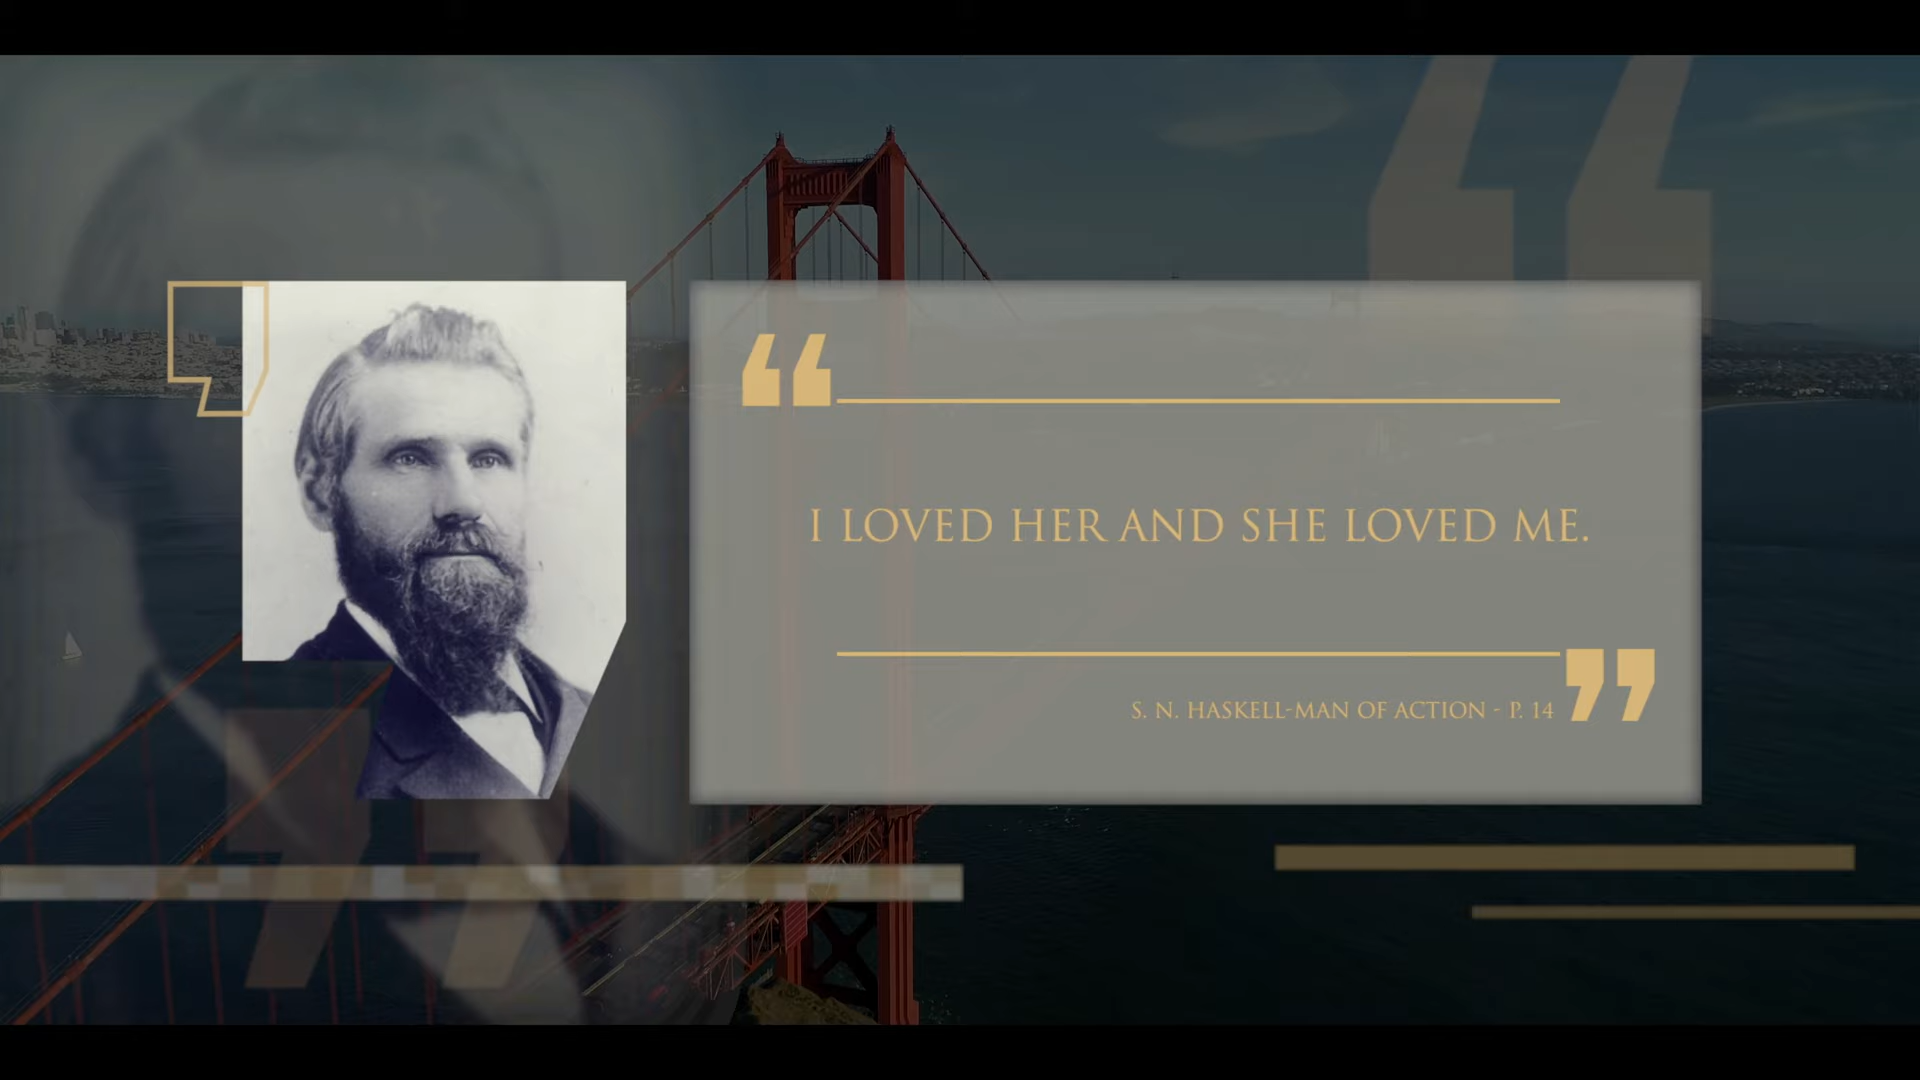 “
I LOVED HER AND SHE LOVED ME.
”
S. N. HASKELL-MAN OF ACTION - P. 14